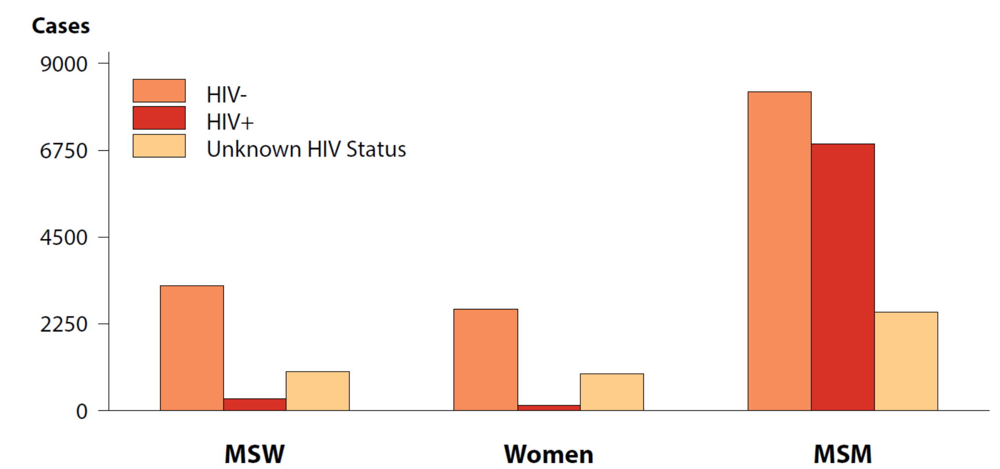 Cases
9000
6750
4500
2250
0
HIV-
HIV+
Unknown HIV Status
MSW
Women
MSM